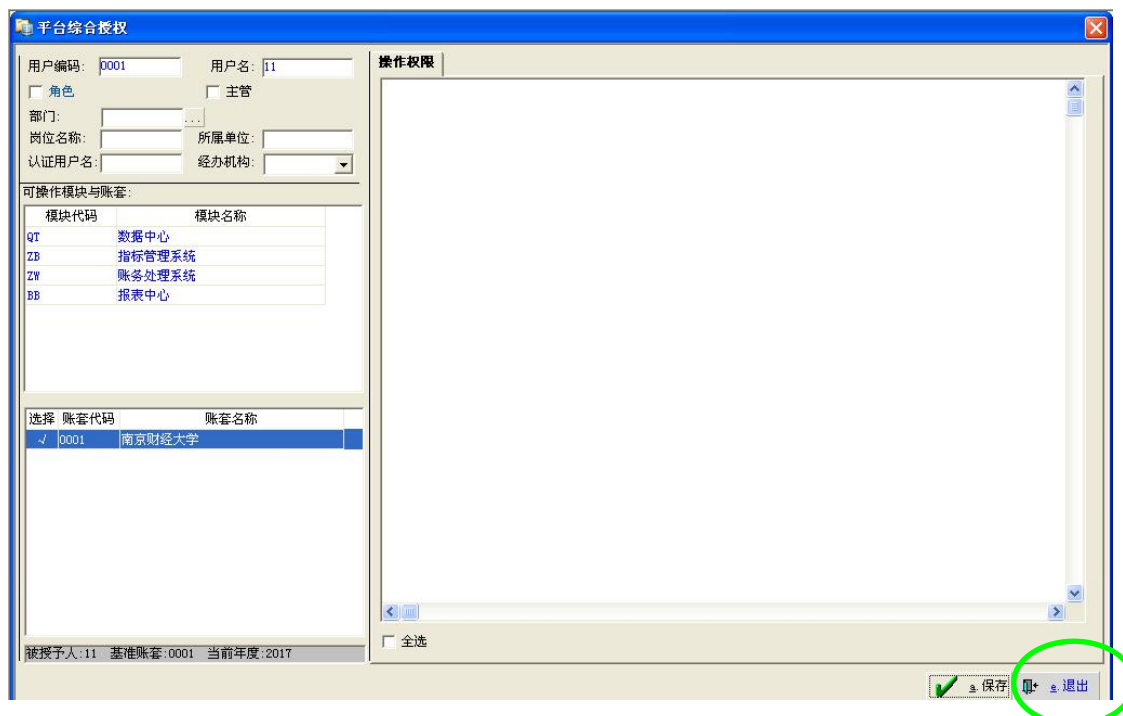 平台综合授权
用户编码: 0001 用户名: 11
角色 主管
部门: ...
岗位名称: 所属单位:
认证用户名: 经办机构:
可操作模块与账套:
模块代码 模块名称
QT 数据中心
ZB 指标管理系统
ZW 账务处理系统
BB 报表中心
选择 账套代码 账套名称
√ 0001 南京财经大学
被授予人:11 基准账套:0001 当前年度:2017
操作权限
全选
a.保存 e.退出